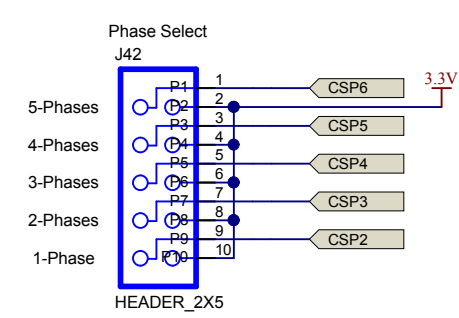 Phase Select
J42
P1 1 CSP6
3.3V
5-Phases P2 2
P3 3 CSP5
4-Phases P4 4
P5 5 CSP4
3-Phases P6 6
P7 7 CSP3
2-Phases P8 8
P9 9 CSP2
1-Phase P10 10
HEADER_2X5